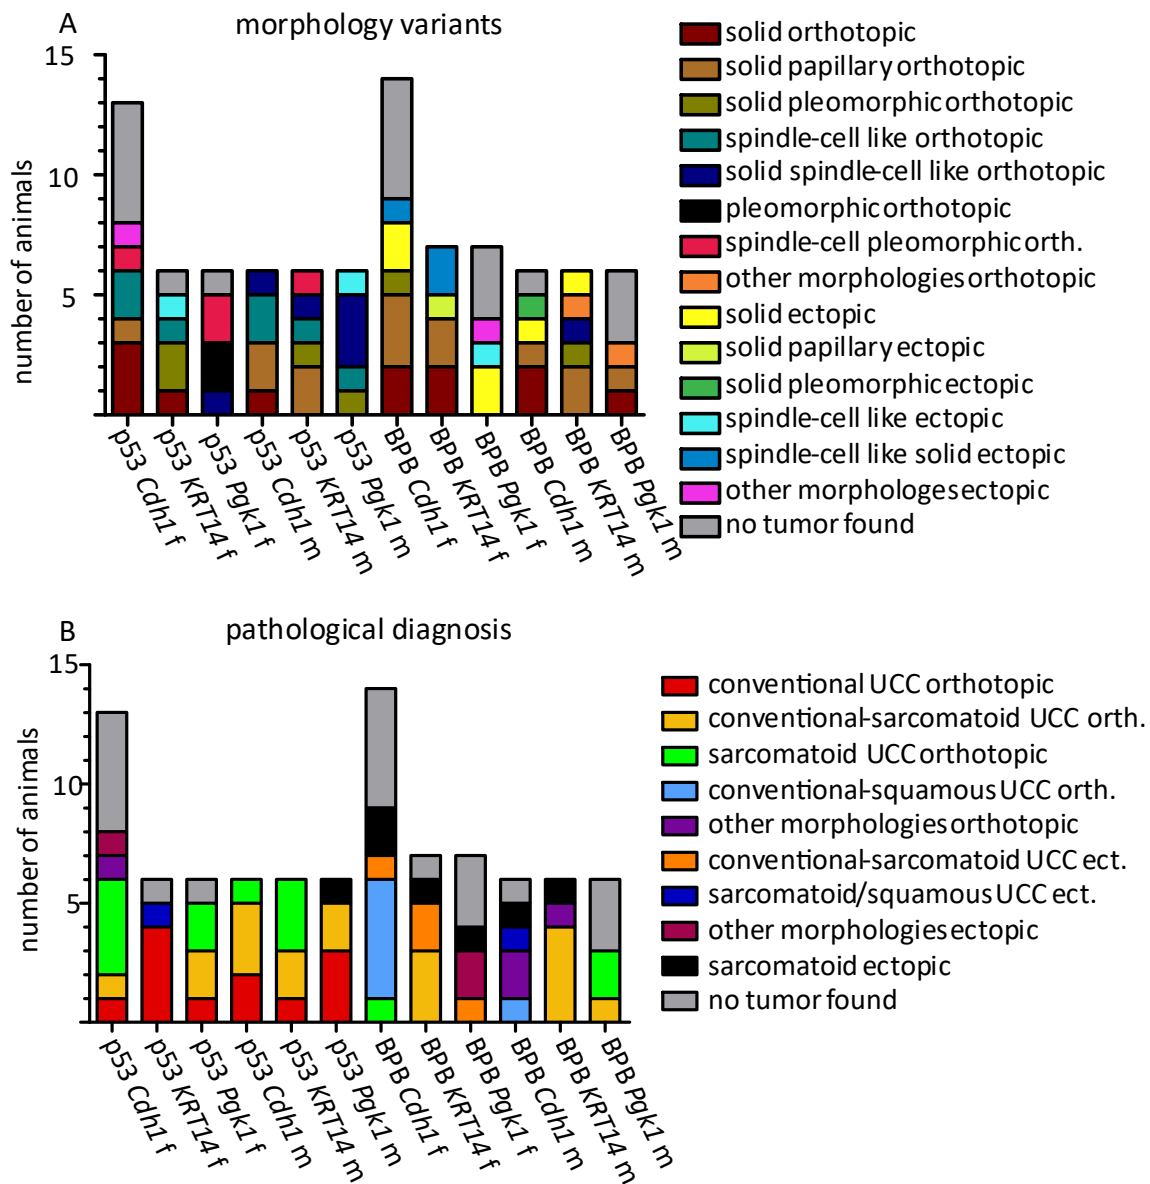 A
morphology variants
15
10
5
number of animals
p53 Cdh1 f
p53 KRT14 f
p53 Pgk1 f
p53 Cdh1 m
p53 KRT14 m
p53 Pgk1 m
BPB Cdh1 f
BPB KRT14 f
BPB Pgk1 f
BPB Cdh1 m
BPB KRT14 m
BPB Pgk1 m
solid orthotopic
solid papillary orthotopic
solid pleomorphic orthotopic
spindle-cell like orthotopic
solid spindle-cell like orthotopic
pleomorphic orthotopic
spindle-cell pleomorphic orth.
other morphologies orthotopic
solid ectopic
solid papillary ectopic
solid pleomorphic ectopic
spindle-cell like ectopic
spindle-cell like solid ectopic
other morphologes ectopic
no tumor found
B
pathological diagnosis
15
10
5
number of animals
p53 Cdh1 f
p53 KRT14 f
p53 Pgk1 f
p53 Cdh1 m
p53 KRT14 m
p53 Pgk1 m
BPB Cdh1 f
BPB KRT14 f
BPB Pgk1 f
BPB Cdh1 m
BPB KRT14 m
BPB Pgk1 m
conventional UCC orthotopic
conventional-sarcomatoid UCC orth.
sarcomatoid UCC orthotopic
conventional-squamous UCC orth.
other morphologies orthotopic
conventional-sarcomatoid UCC ect.
sarcomatoid/squamous UCC ect.
other morphologies ectopic
sarcomatoid ectopic
no tumor found